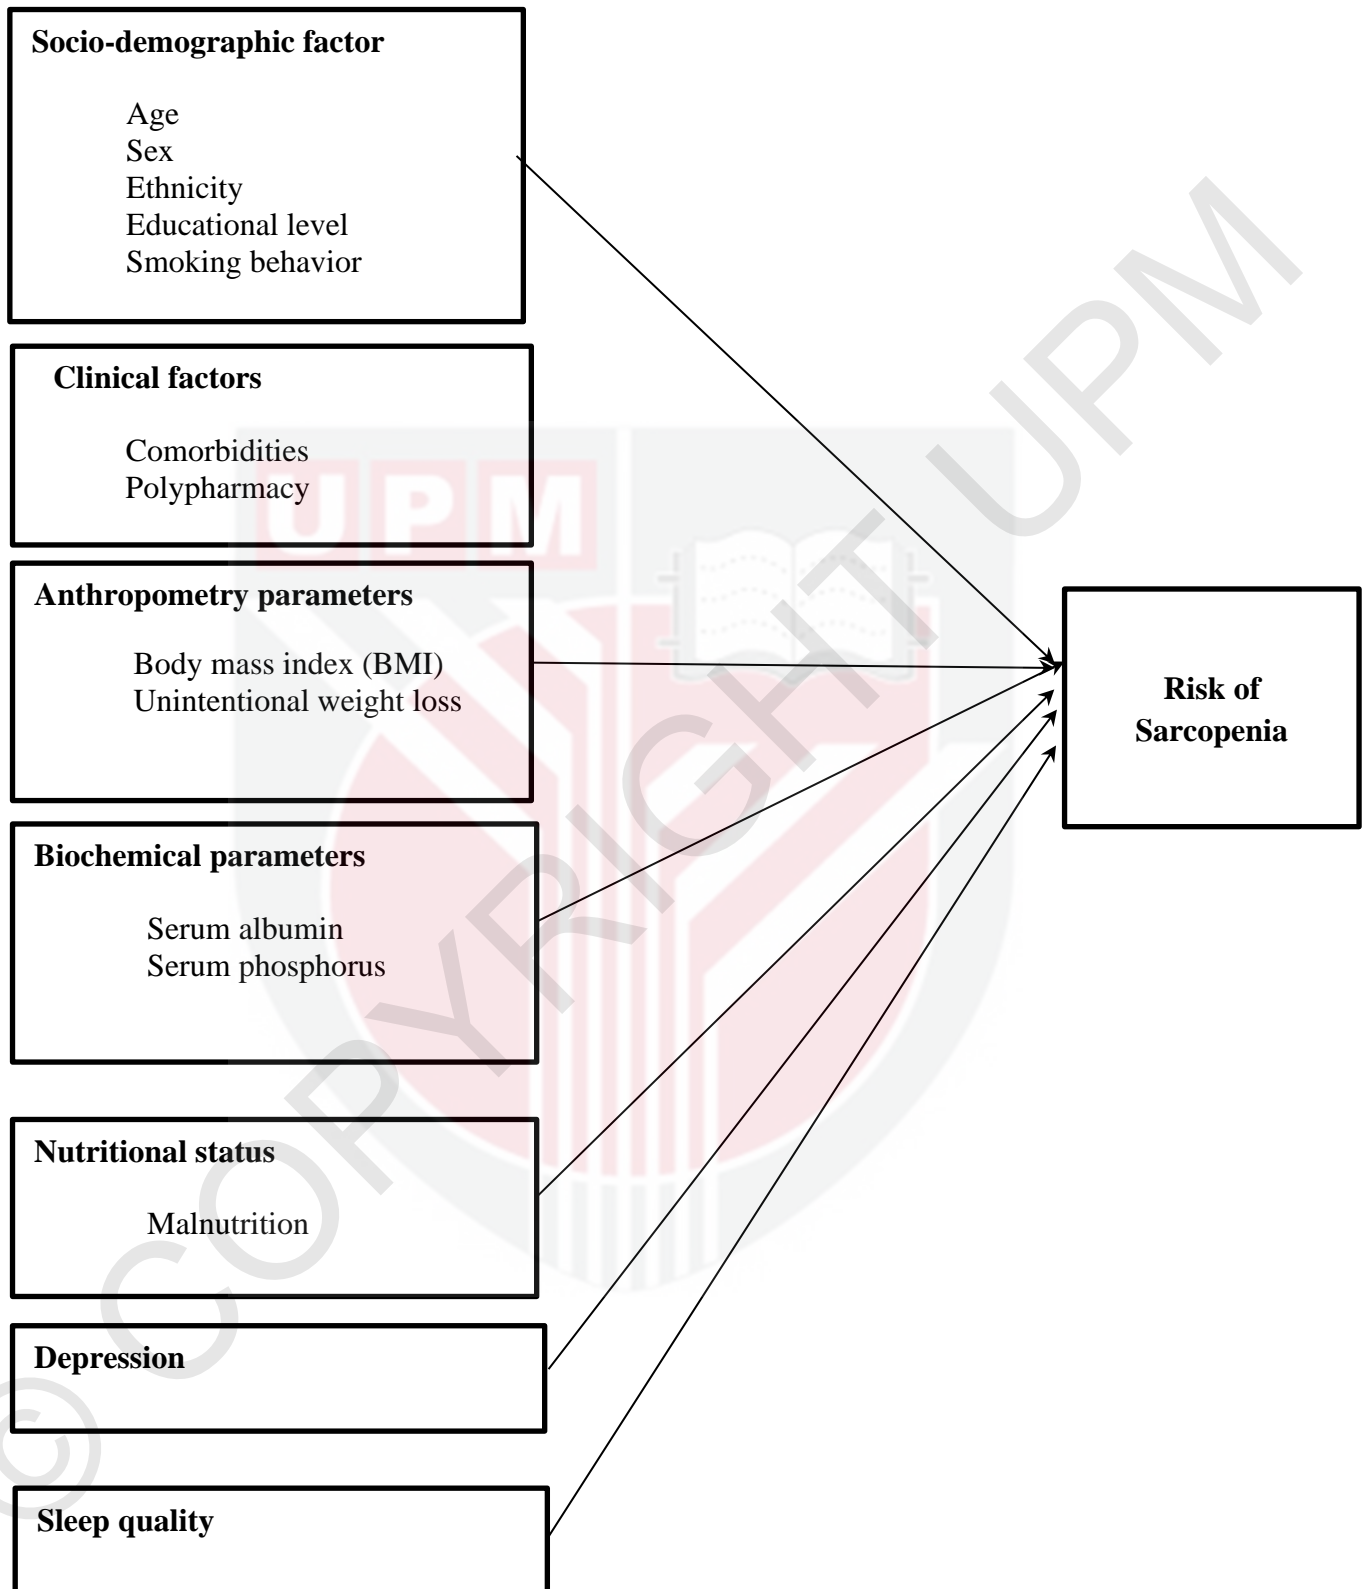 Socio-demographic factor
Age
Sex
Ethnicity
Educational level
Smoking behavior
Clinical factors
Comorbidities
Polypharmacy
UPM
Anthropometry parameters
Body mass index (BMI)
Unintentional weight loss
Biochemical parameters
Serum albumin
Serum phosphorus
Nutritional status
Malnutrition
Depression
Sleep quality
Risk of
Sarcopenia
© COPYRIGHT UPM